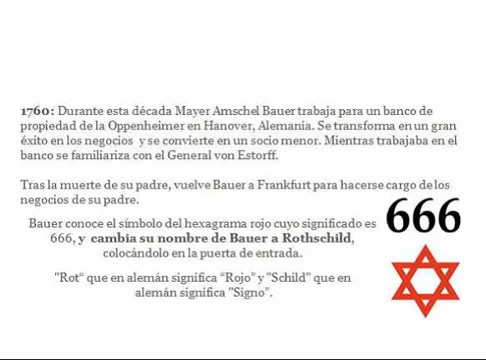 1760: Durante esta década Mayer Amschel Bauer trabaja para un banco de
propiedad de la Oppenheimer en Hanover, Alemania. Se transforma en un gran
éxito en los negocios y se convierte en un socio menor. Mientras trabajaba en el
banco se familiariza con el General von Estorff.
Tras la muerte de su padre, vuelve Bauer a Frankfurt para hacerse cargo de los
negocios de su padre.
Bauer conoce el símbolo del hexagrama rojo cuyo significado es
666, y cambia su nombre de Bauer a Rothschild,
colocándolo en la puerta de entrada.
"Rot" que en alemán significa "Rojo" y "Schild" que en
alemán significa "Signo".
666